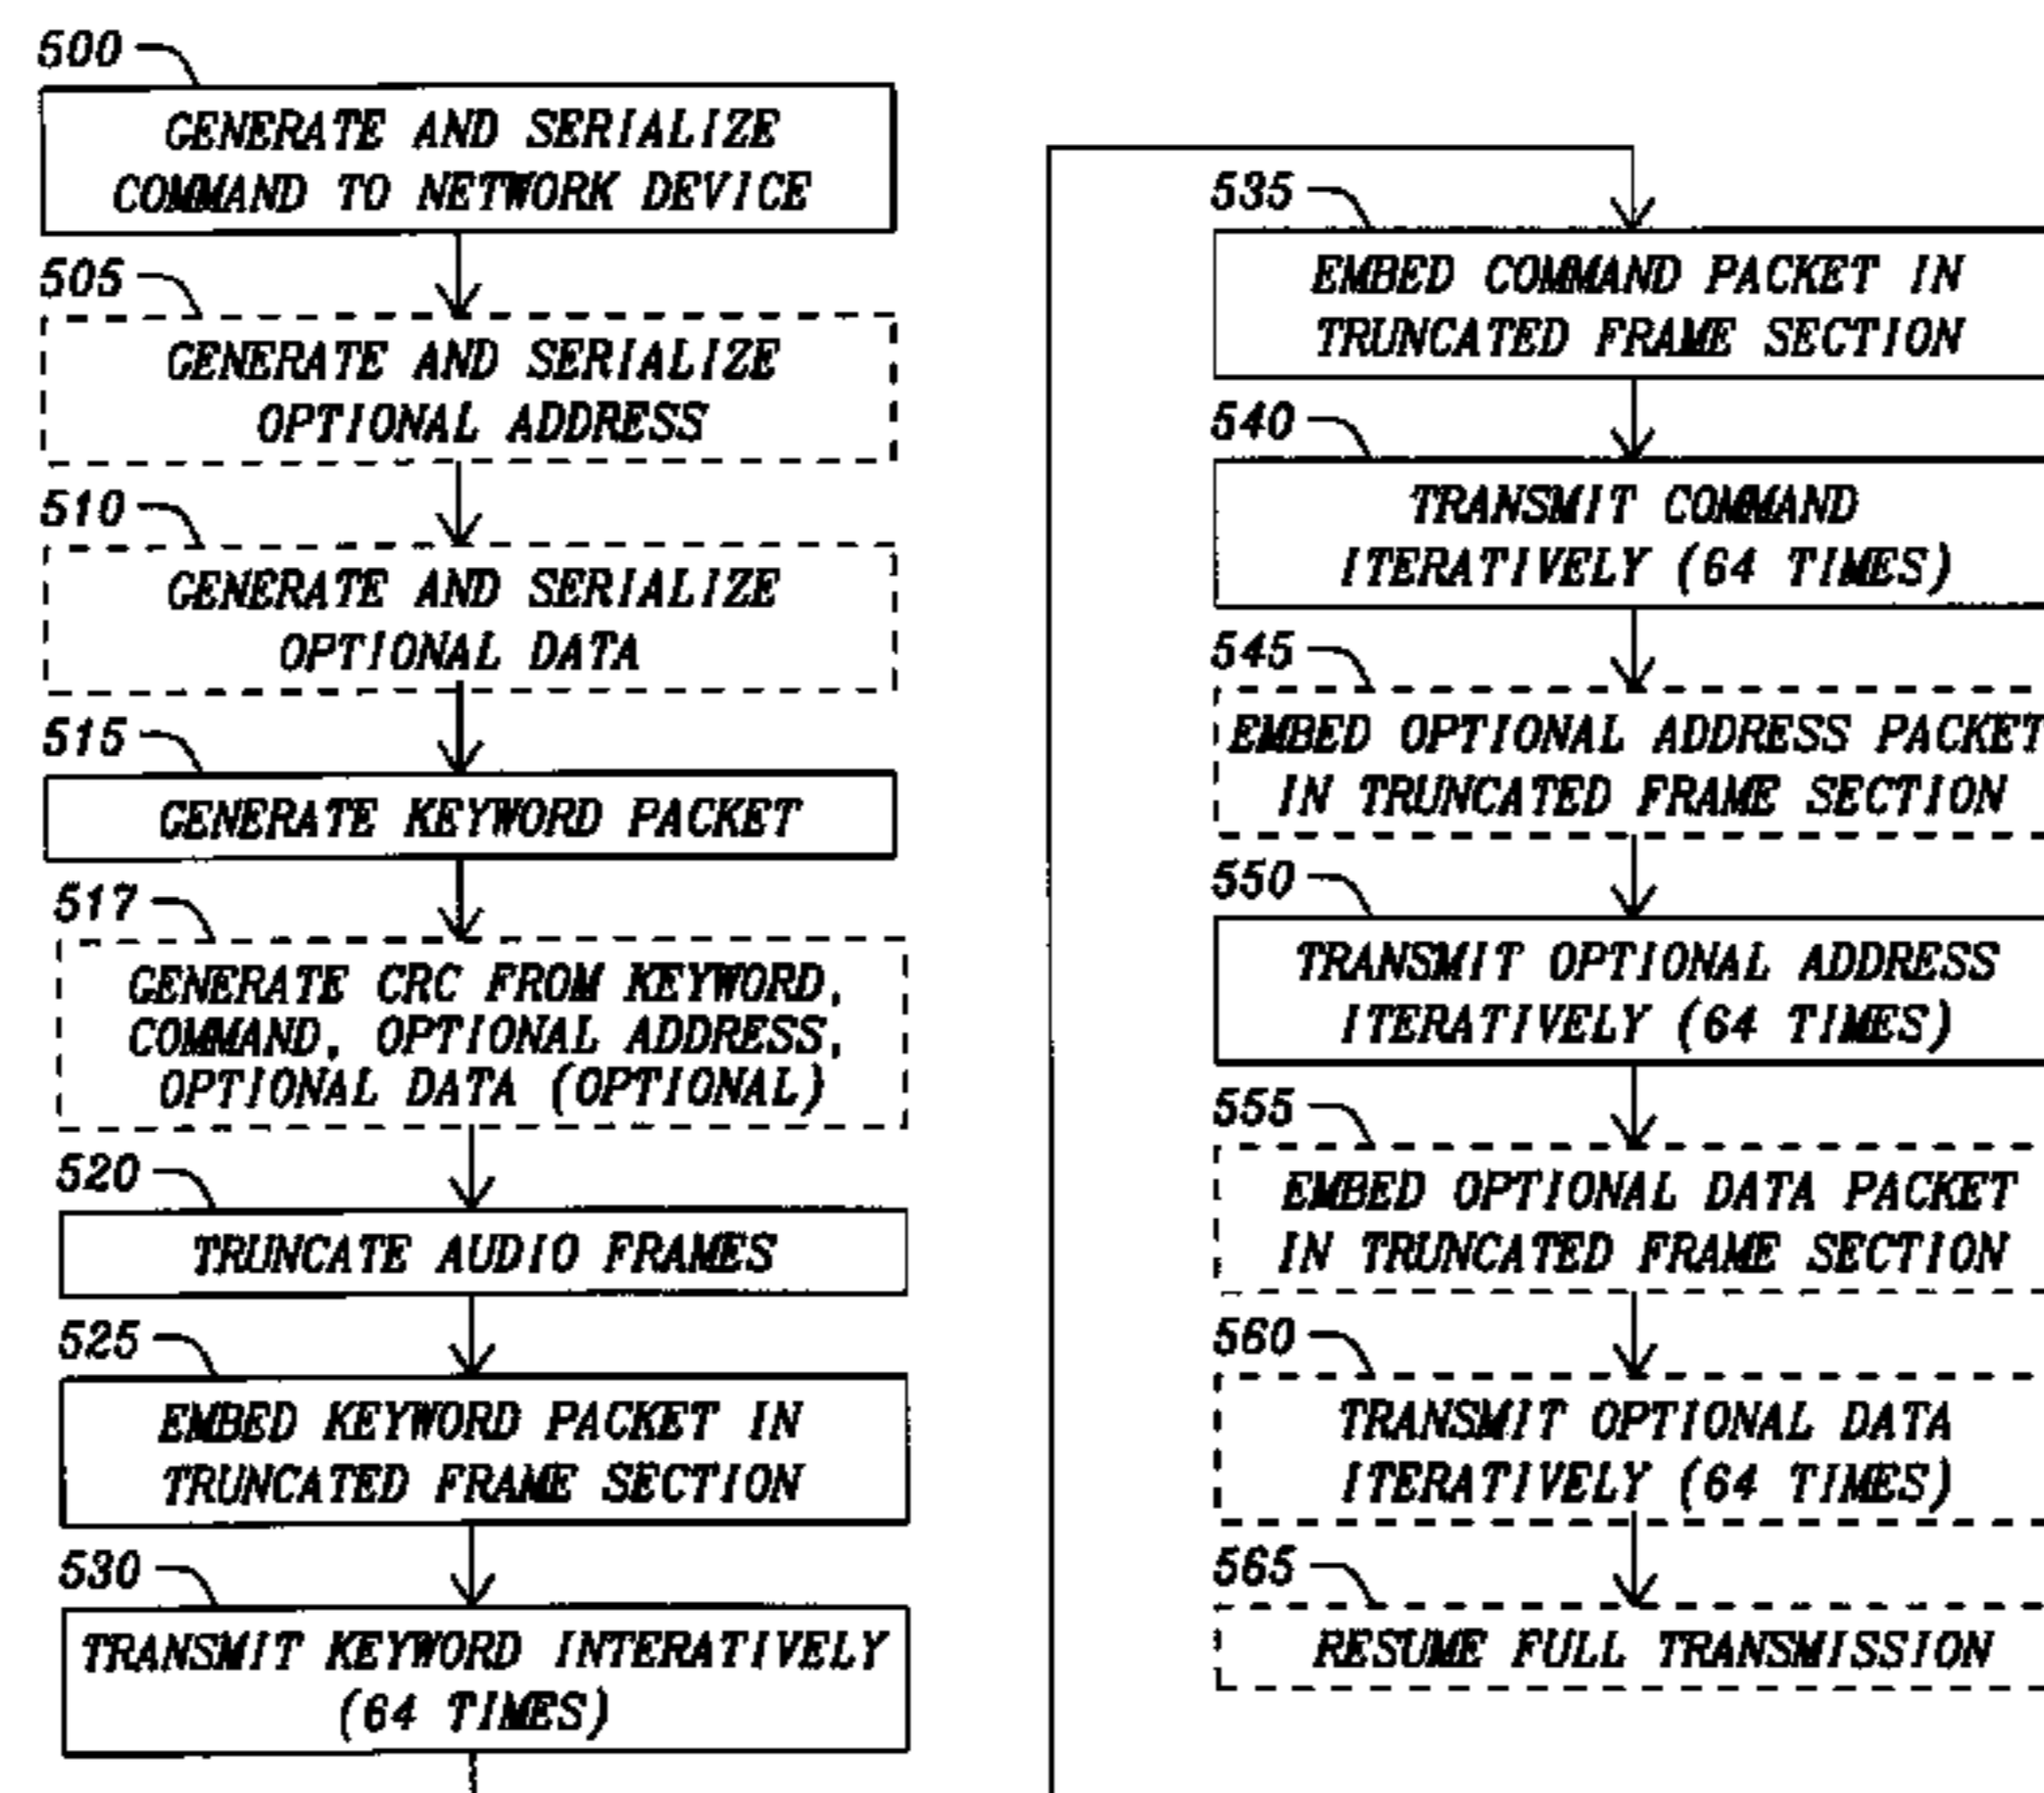 500
GENERATE AND SERIALIZE
COMMAND TO NETWORK DEVICE
505
GENERATE AND SERIALIZE
OPTIONAL ADDRESS
510
GENERATE AND SERIALIZE
OPTIONAL DATA
515
GENERATE KEYWORD PACKET
517
GENERATE CRC FROM KEYWORD,
COMMAND, OPTIONAL ADDRESS,
OPTIONAL DATA (OPTIONAL)
520
TRUNCATE AUDIO FRAMES
525
EMBED KEYWORD PACKET IN
TRUNCATED FRAME SECTION
530
TRANSMIT KEYWORD INTERATIVELY
(64 TIMES)
535
EMBED COMMAND PACKET IN
TRUNCATED FRAME SECTION
540
TRANSMIT COMMAND
ITERATIVELY (64 TIMES)
545
EMBED OPTIONAL ADDRESS PACKET
IN TRUNCATED FRAME SECTION
550
TRANSMIT OPTIONAL ADDRESS
ITERATIVELY (64 TIMES)
555
EMBED OPTIONAL DATA PACKET
IN TRUNCATED FRAME SECTION
560
TRANSMIT OPTIONAL DATA
ITERATIVELY (64 TIMES)
565
RESUME FULL TRANSMISSION